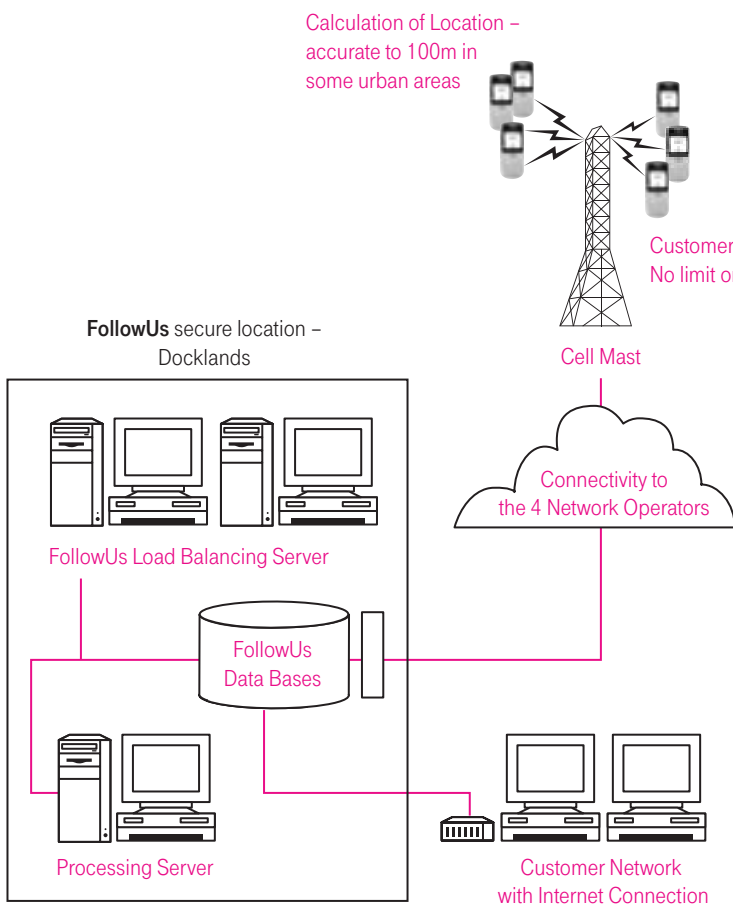 Calculation of Location –
accurate to 100m in
some urban areas
Customer
No limit
FollowUs secure location –
Docklands
Cell Mast
Connectivity to
the 4 Network Operators
FollowUs Load Balancing Server
FollowUs
Data Bases
Processing Server
Customer Network
with Internet Connection